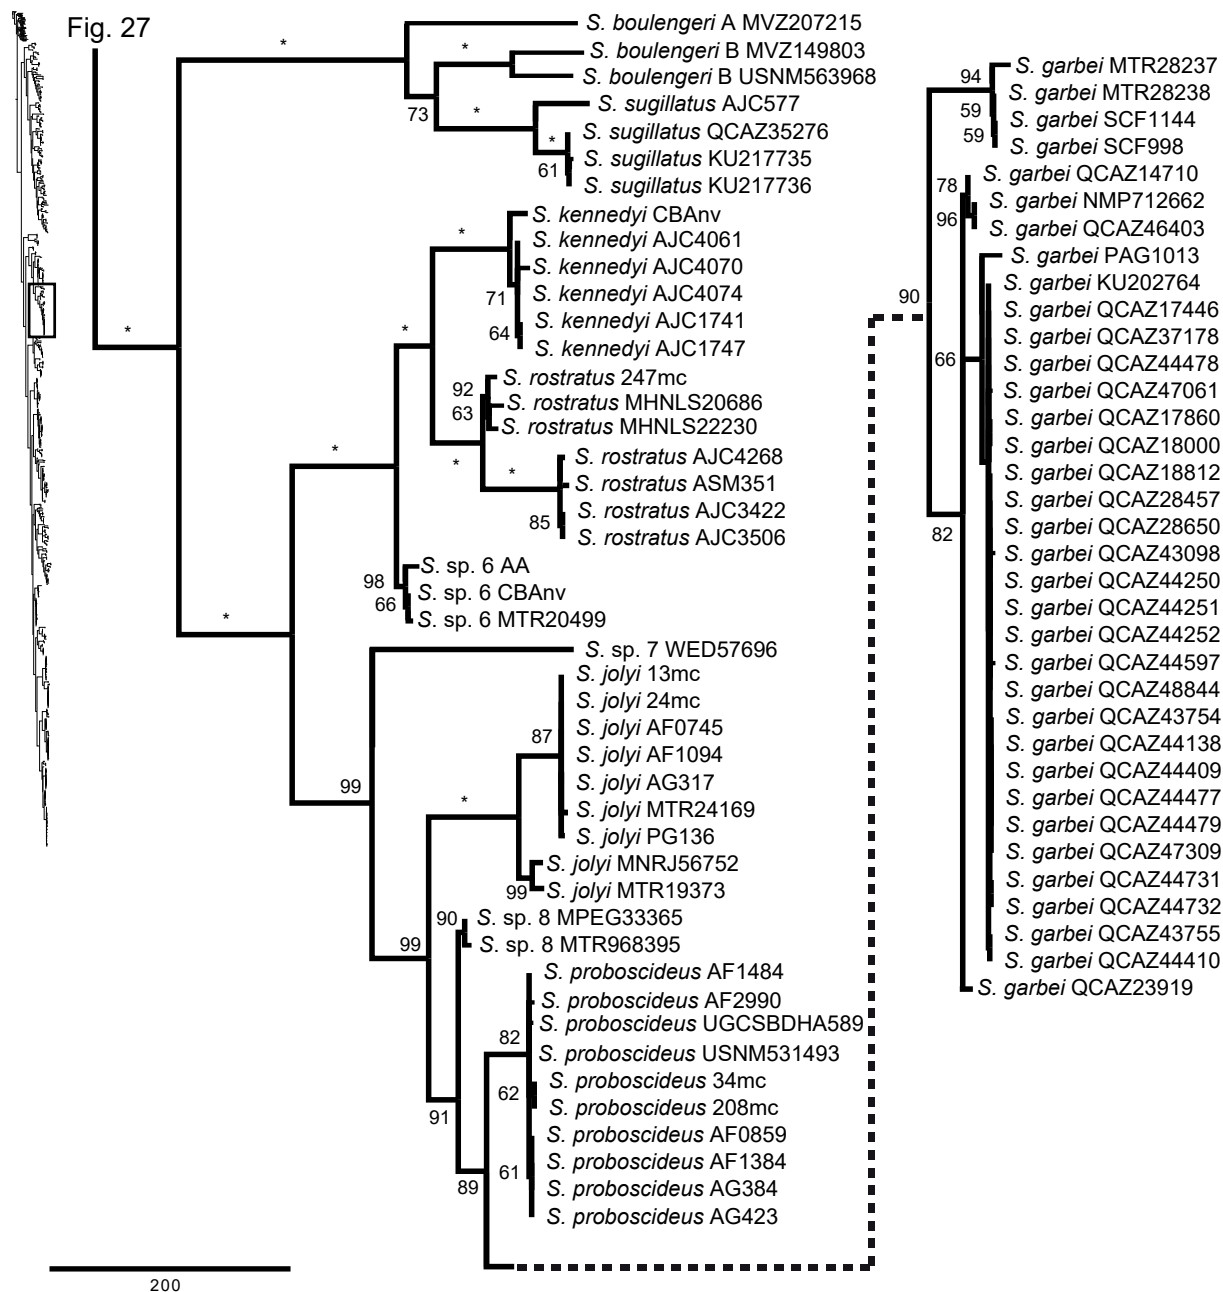 Fig. 27
*
S. boulengeri A MVZ207215
*
S. boulengeri B MVZ149803
S. boulengeri B USNM563968
73
*
S. sugillatus AJC577
*
S. sugillatus QCAZ35276
S. sugillatus KU217735
61
S. sugillatus KU217736
*
*
S. kennedyi CBAnv
S. kennedyi AJC4061
S. kennedyi AJC4070
71
S. kennedyi AJC4074
64
S. kennedyi AJC1741
S. kennedyi AJC1747
*
92
S. rostratus 247mc
63
S. rostratus MHNLS20686
S. rostratus MHNLS22230
*
*
S. rostratus AJC4268
S. rostratus ASM351
85
S. rostratus AJC3422
S. rostratus AJC3506
*
98
S. sp. 6 AA
66
S. sp. 6 CBAnv
S. sp. 6 MTR20499
*
S. sp. 7 WED57696
99
87
S. jolyi 13mc
S. jolyi 24mc
S. jolyi AF0745
S. jolyi AF1094
S. jolyi AG317
S. jolyi MTR24169
S. jolyi PG136
*
S. jolyi MNRJ56752
99
S. jolyi MTR19373
99
90
S. sp. 8 MPEG33365
S. sp. 8 MTR968395
91
82
S. proboscideus AF1484
S. proboscideus AF2990
S. proboscideus UGCSBDHA589
S. proboscideus USNM531493
62
S. proboscideus 34mc
S. proboscideus 208mc
61
S. proboscideus AF0859
S. proboscideus AF1384
S. proboscideus AG384
S. proboscideus AG423
89
90
94
S. garbei MTR28237
S. garbei MTR28238
59
S. garbei SCF1144
59
S. garbei SCF998
78
S. garbei QCAZ14710
S. garbei NMP712662
96
S. garbei QCAZ46403
S. garbei PAG1013
66
S. garbei KU202764
S. garbei QCAZ17446
S. garbei QCAZ37178
S. garbei QCAZ44478
S. garbei QCAZ47061
S. garbei QCAZ17860
S. garbei QCAZ18000
S. garbei QCAZ18812
S. garbei QCAZ28457
S. garbei QCAZ28650
82
S. garbei QCAZ43098
S. garbei QCAZ44250
S. garbei QCAZ44251
S. garbei QCAZ44252
S. garbei QCAZ44597
S. garbei QCAZ48844
S. garbei QCAZ43754
S. garbei QCAZ44138
S. garbei QCAZ44409
S. garbei QCAZ44477
S. garbei QCAZ44479
S. garbei QCAZ47309
S. garbei QCAZ44731
S. garbei QCAZ44732
S. garbei QCAZ43755
S. garbei QCAZ44410
S. garbei QCAZ23919
200